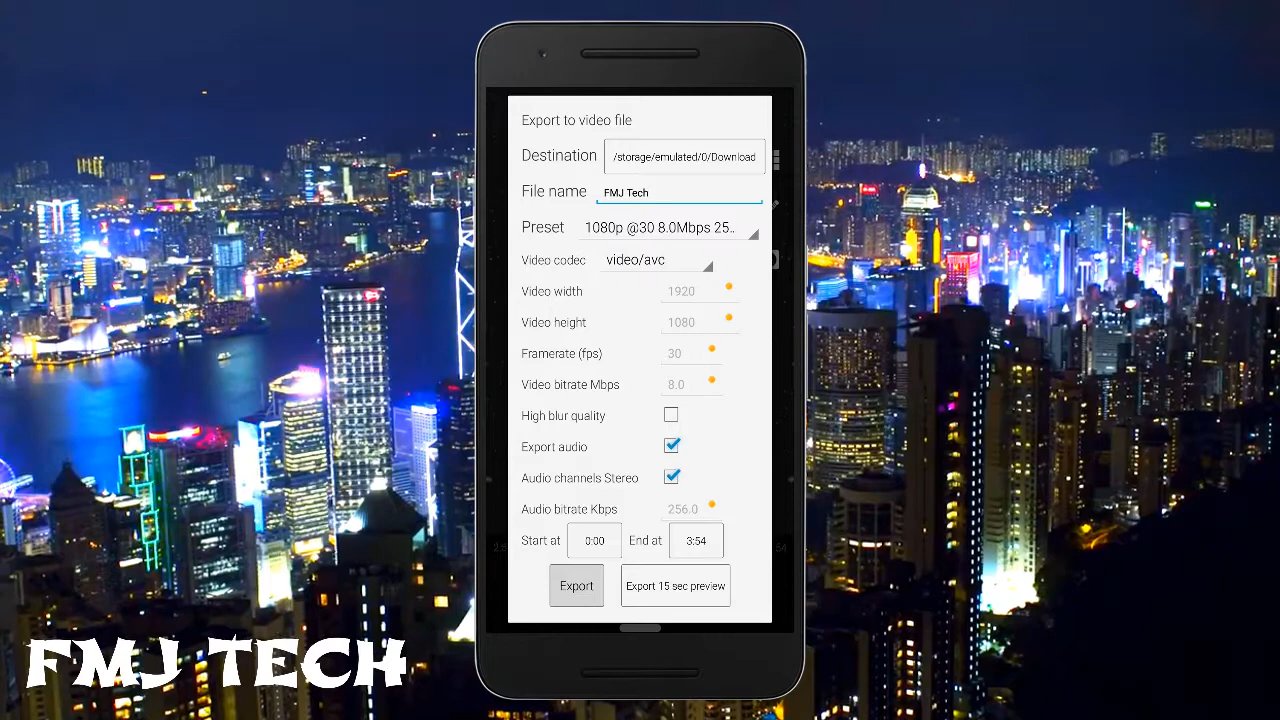 Export to video file
Destination /storage/emulated/0/Download
File name FMJ Tech
Preset 1080p @30 8.0Mbps 25..
Video codec video/avc
Video width 1920
Video height 1080
Framerate (fps) 30
Video bitrate Mbps 8.0
High blur quality
Export audio
Audio channels Stereo
Audio bitrate Kbps 256.0
Start at 0:00 End at 3:54
Export Export 15 sec preview
FMJ TECH